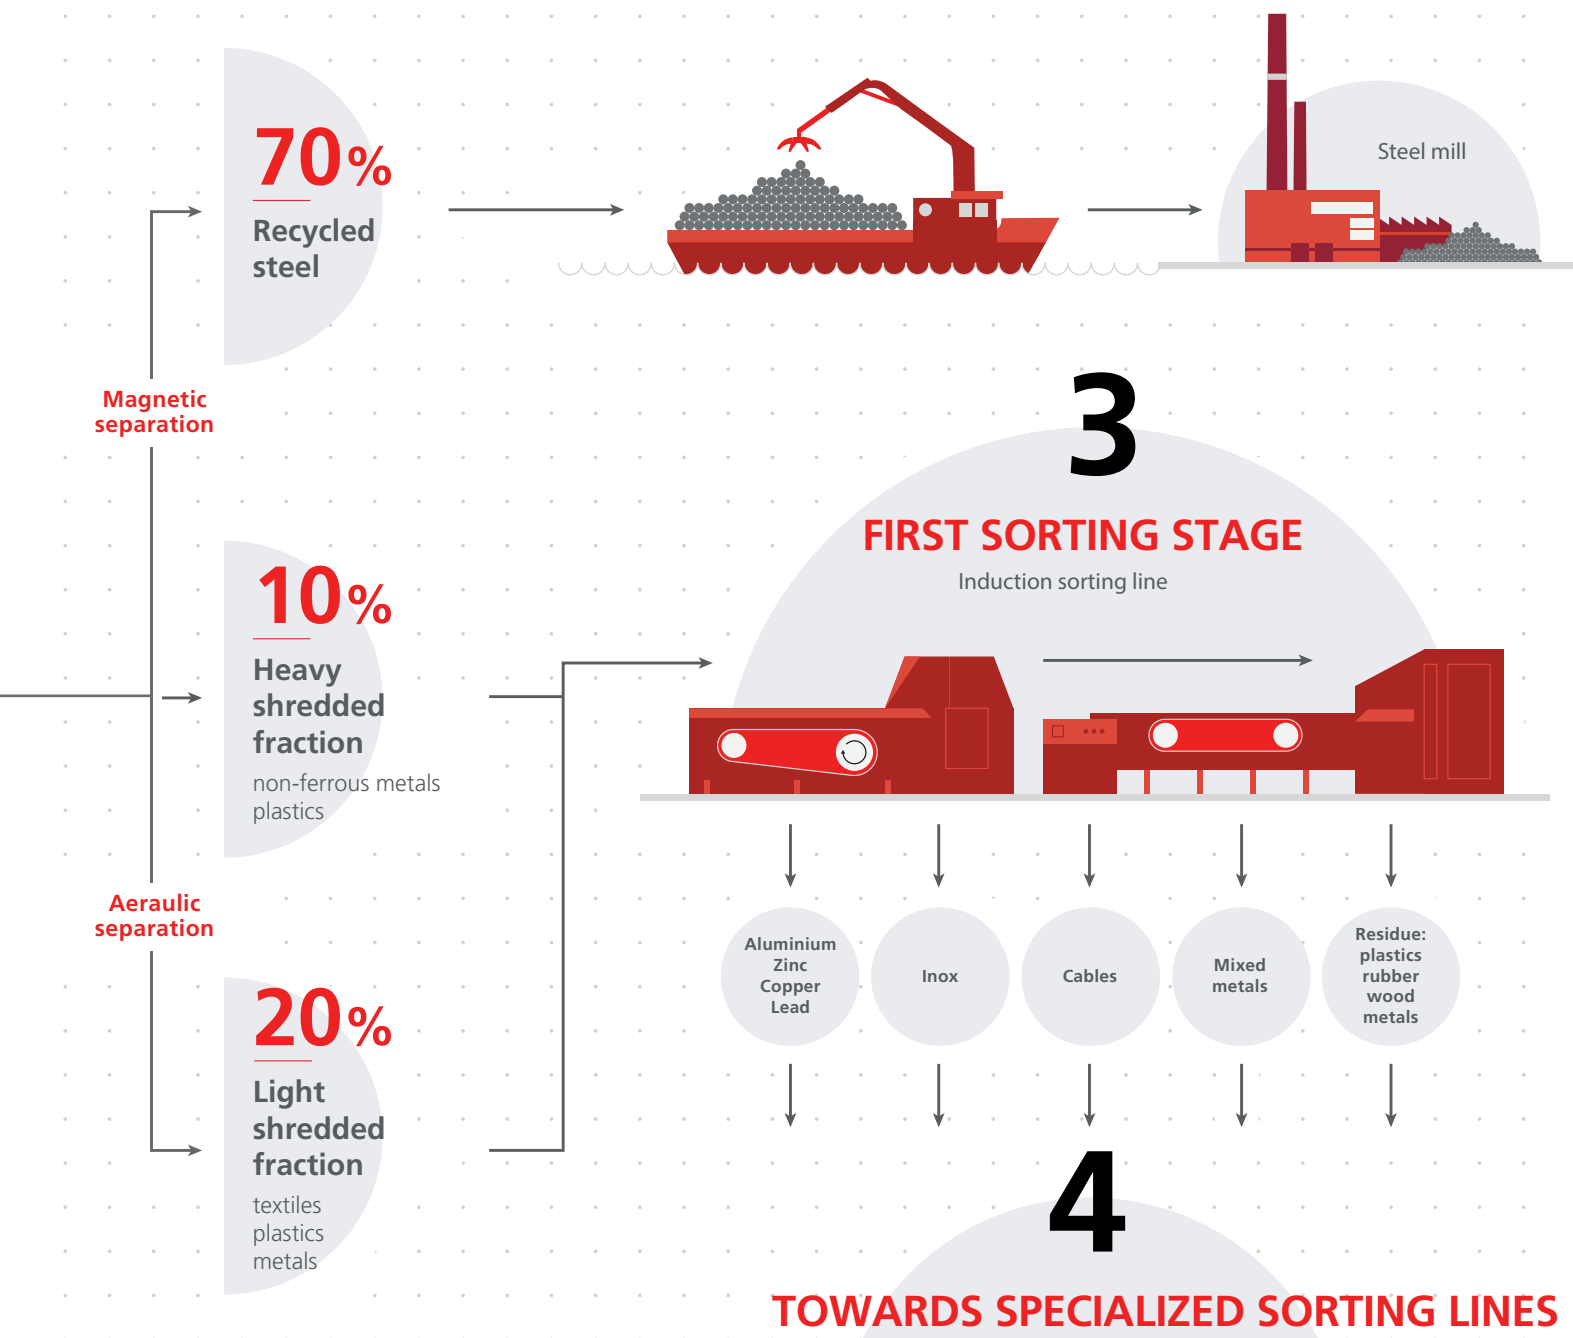 70%
Recycled
steel
Steel mill
Magnetic
separation
3
FIRST SORTING STAGE
Induction sorting line
10%
Heavy
shredded
fraction
non-ferrous metals
plastics
Aeraulic
separation
Aluminium
Zinc
Copper
Lead
Inox
Cables
Mixed
metals
Residue:
plastics
rubber
wood
metals
20%
Light
shredded
fraction
textiles
plastics
metals
4
TOWARDS SPECIALIZED SORTING LINES